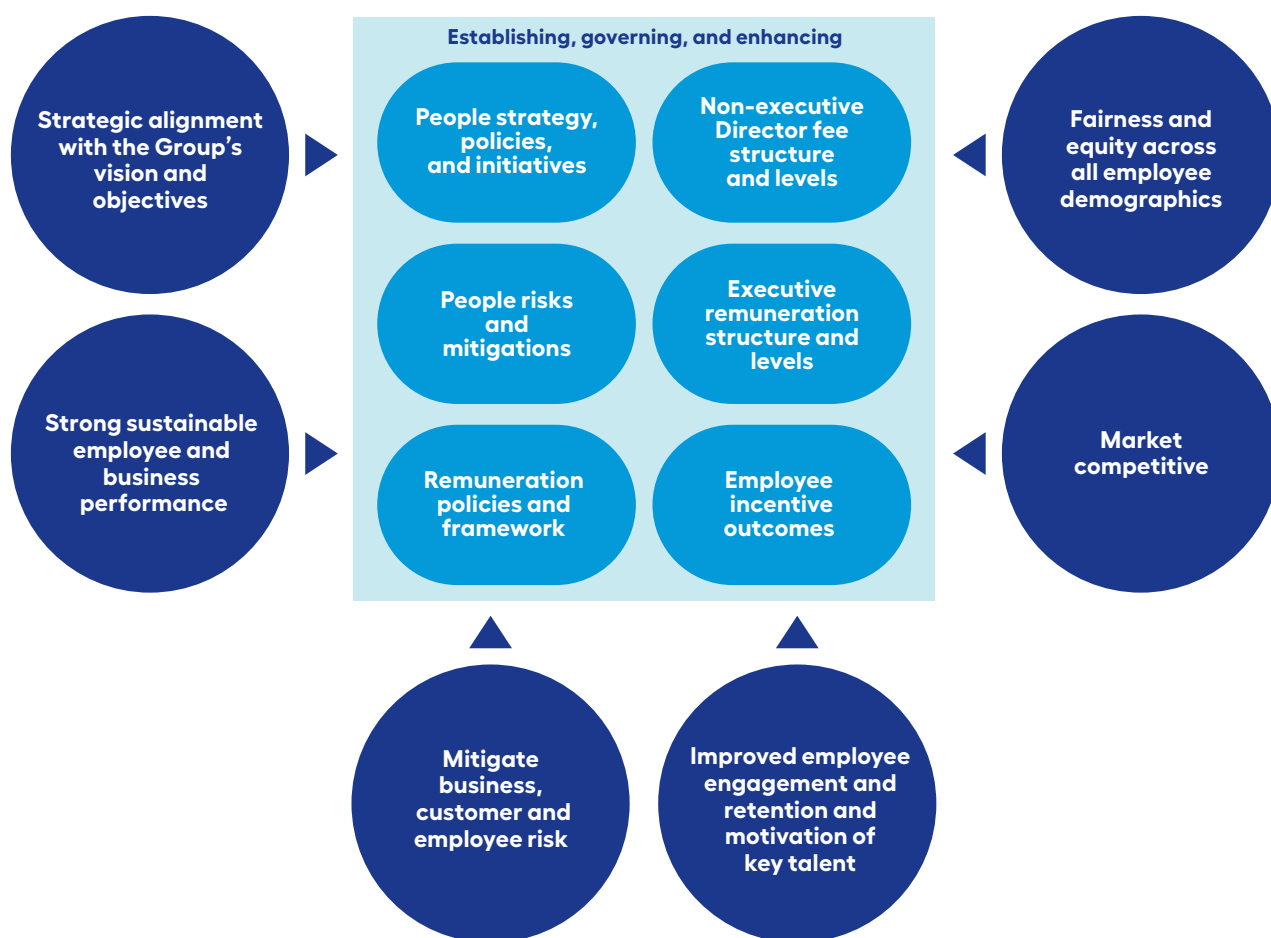 Establishing, governing, and enhancing
Strategic alignment
with the Group's
vision and
objectives
People strategy,
policies,
and initiatives
Non-executive
Director fee
structure
and levels
Fairness and
equity across
all employee
demographics
People risks
and
mitigations
Executive
remuneration
structure and
levels
Strong sustainable
employee and
business
performance
Remuneration
policies and
framework
Employee
incentive
outcomes
Market
competitive
Mitigate
business,
customer and
employee risk
Improved employee
engagement and
retention and
motivation of
key talent